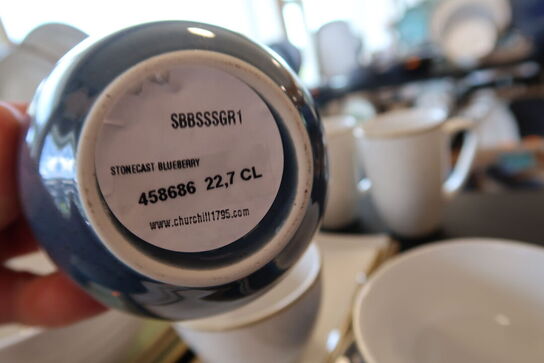 SBBSSSGR1
STONECAST BLUEBERRY
458686 22,7 CL
www.churchill1795.com